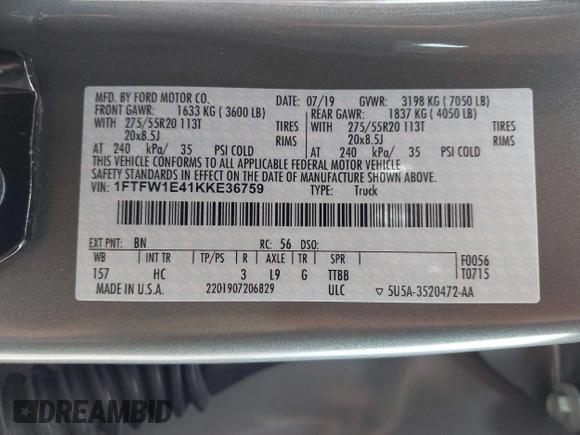 MFD. BY FORD MOTOR CO. DATE: 07/19 GVWR: 3198 KG ( 7050 LB)
FRONT GAWR: 1633 KG ( 3600 LB) REAR GAWR: 1837 KG ( 4050 LB)
WITH 275/55R20 113T TIRES WITH 275/55R20 113T TIRES
20x8.5J RIMS 20x8.5J RIMS
AT 240 kPa/ 35 PSI COLD AT 240 kPa/ 35 PSI COLD
THIS VEHICLE CONFORMS TO ALL APPLICABLE FEDERAL MOTOR VEHICLE
SAFETY STANDARDS IN EFFECT ON THE DATE OF MANUFACTURE SHOWN ABOVE.
VIN: 1FTFW1E41KKE36759 TYPE: Truck
EXT PNT: BN RC: 56 DSO: F0056
WB INT TR TP/PS R AXLE TR SPR T0715
157 HC 3 L9 G TTBB
MADE IN U.S.A. 2201907206829 ULC ▽ 5U5A-3520472-AA
DREAMBID